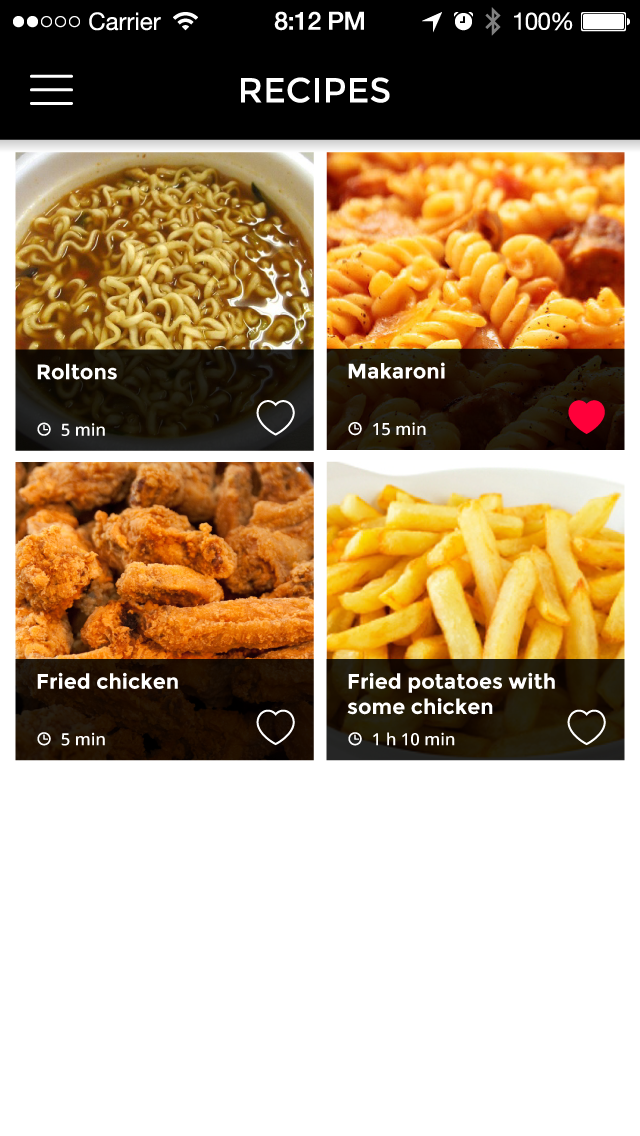 Carrier 8:12 PM 100%
RECIPES
Roltons
5 min
Makaroni
15 min
Fried chicken
5 min
Fried potatoes with
some chicken
1 h 10 min